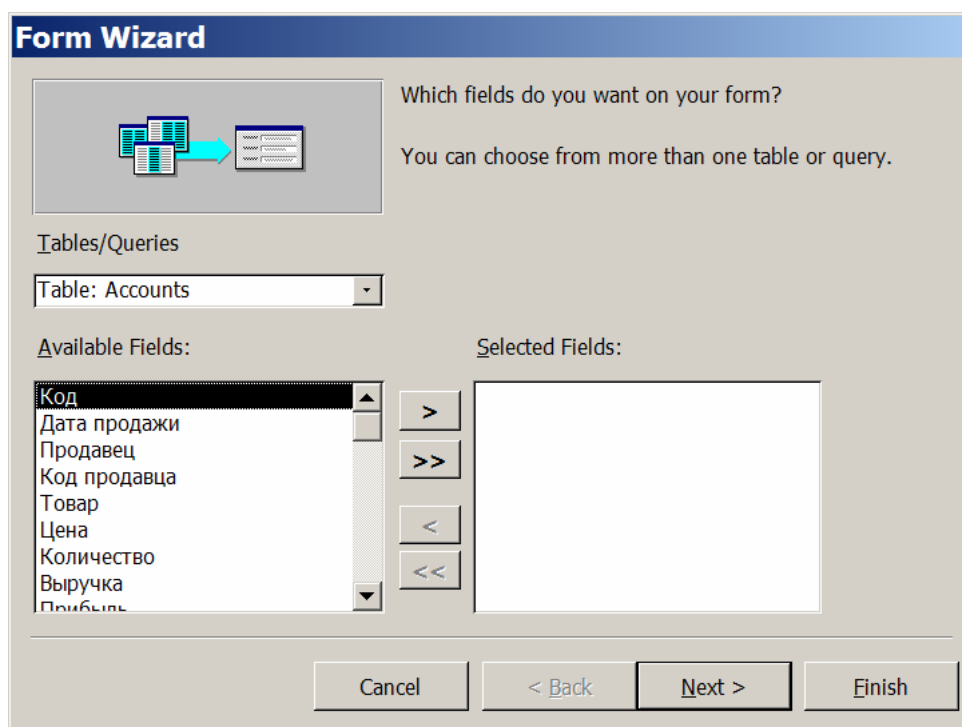 Form Wizard
Which fields do you want on your form?
You can choose from more than one table or query.
Tables/Queries
Table: Accounts
Available Fields:
Selected Fields:
Код
Дата продажи
Продавец
Код продавца
Товар
Цена
Количество
Выручка
Прибыль
>
>>
<
<<
Cancel
< Back
Next >
Finish